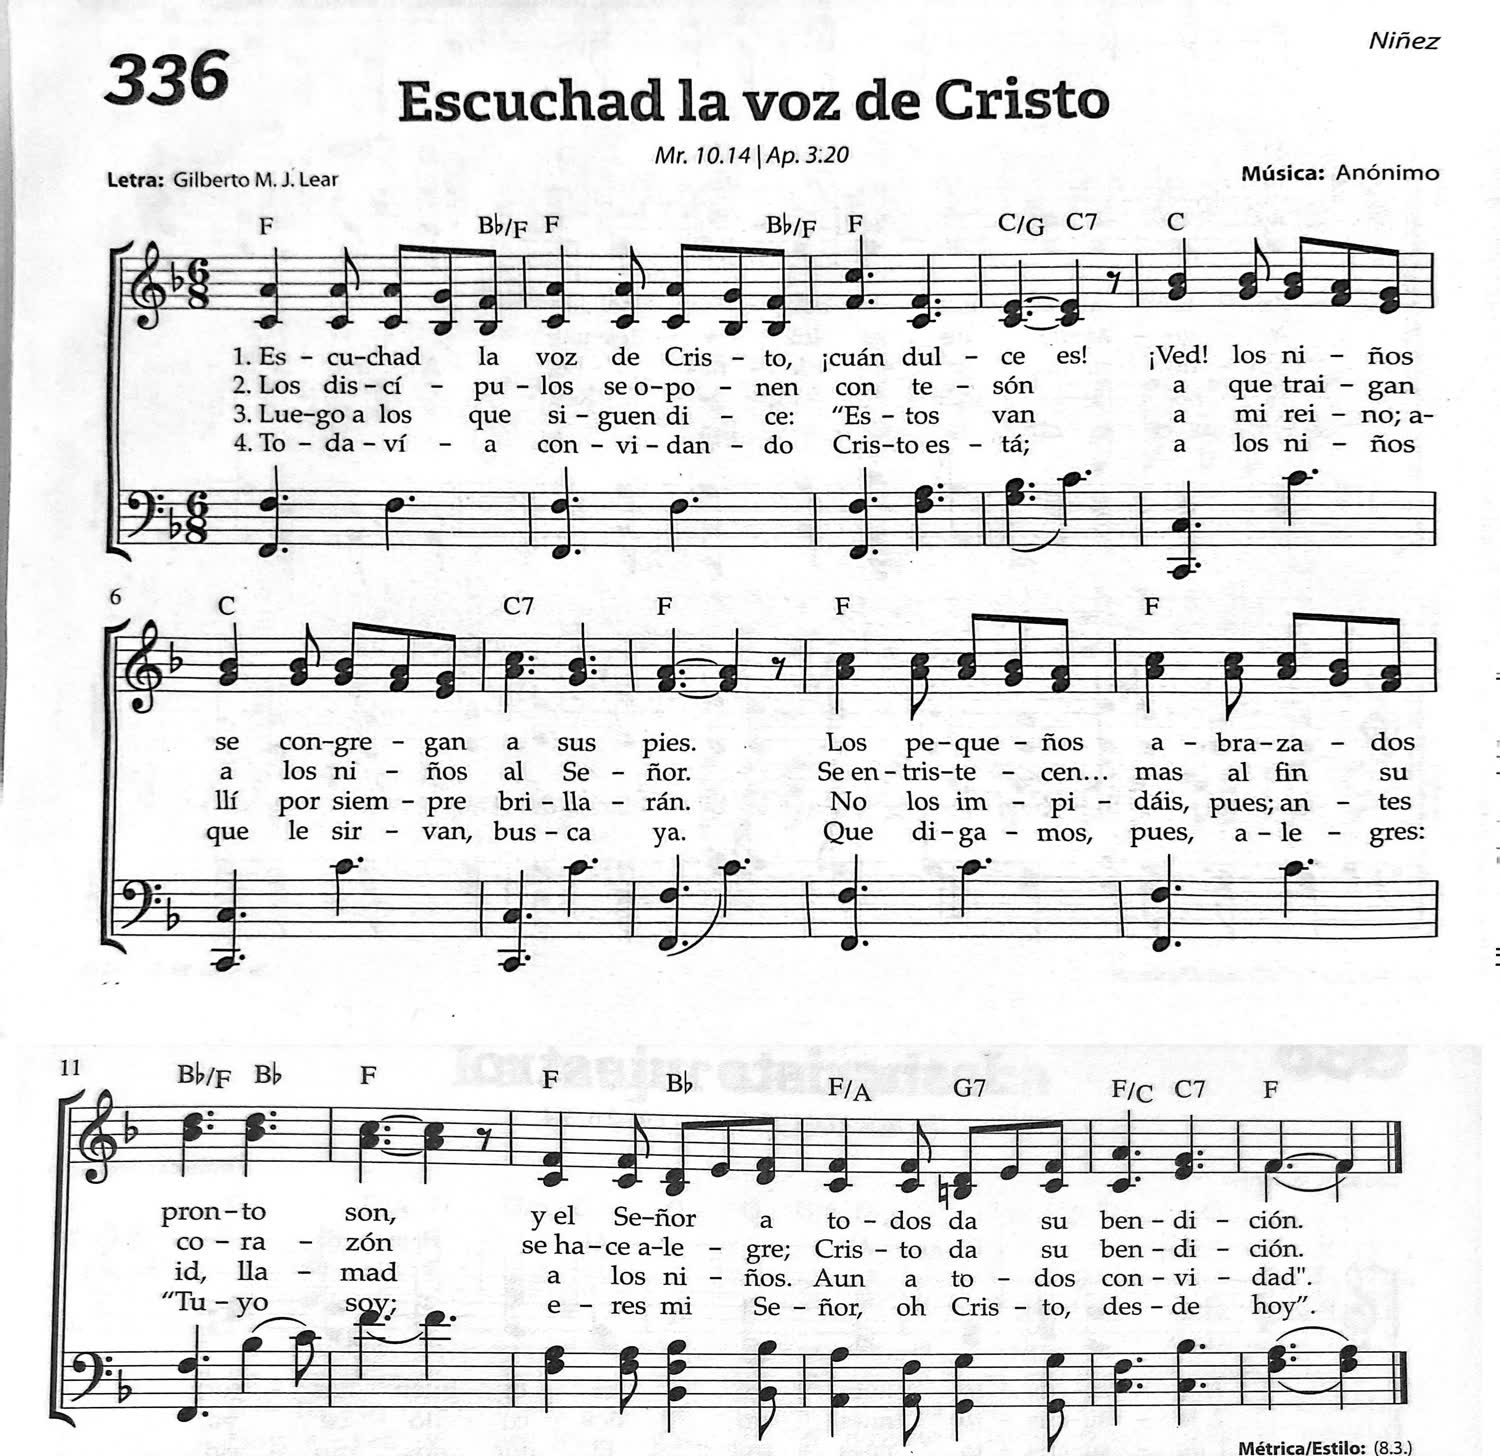 Niñez
336
Escuchad la voz de Cristo
Mr. 10.14 | Ap. 3:20
Letra: Gilberto M. J. Lear
Música: Anónimo
F B♭/F F B♭/F F C/G C7 C
1. Es - cu-chad la voz de Cris - to, ¡cuán dul - ce es! ¡Ved! los ni - ños
2. Los dis - cí - pu - los se o-po - nen con te - són a que trai - gan
3. Lue-go a los que si - guen di - ce: “Es - tos van a mi rei - no; a-
4. To - da - ví - a con - vi - dan - do Cris-to es - tá; a los ni - ños
6
C C7 F F F
se con-gre - gan a sus pies. Los pe-que - ños a - bra-za - dos
a los ni - ños al Se - ñor. Se en-tris-te - cen... mas al fin su
llí por siem - pre bri - lla - rán. No los im - pi - dáis, pues; an - tes
que le sir - van, bus - ca ya. Que di-ga - mos, pues, a - le - gres:
11
B♭/F B♭ F F B♭ F/A G7 F/C C7 F
pron-to son, y el Se-ñor a to - dos da su ben - di - ción.
co - ra - zón se ha-ce a-le - gre; Cris - to da su ben - di - ción.
id, lla - mad a los ni - ños. Aun a to - dos con - vi - dad".
“Tu - yo soy; e - res mi Se - ñor, oh Cris - to, des - de hoy”.
Métrica/Estilo: (8.3.)